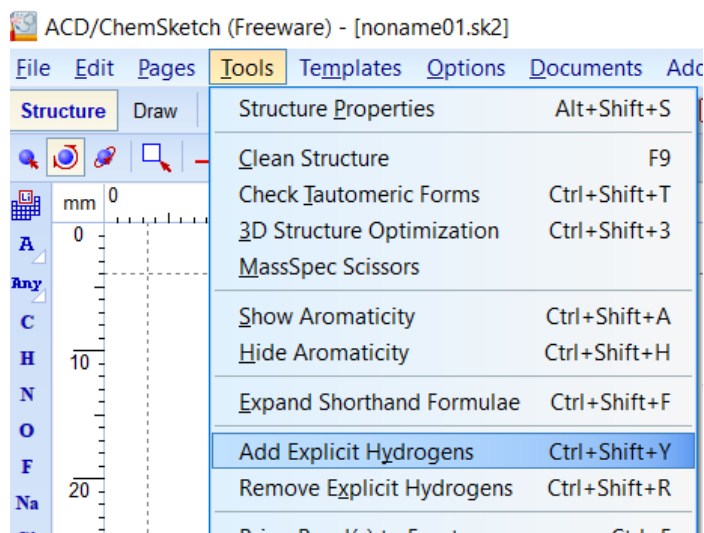 ACD/ChemSketch (Freeware) - [noname01.sk2]
File Edit Pages Tools Templates Options Documents
Structure Draw
Structure Properties Alt+Shift+S
Clean Structure F9
Check Tautomeric Forms Ctrl+Shift+T
3D Structure Optimization Ctrl+Shift+3
MassSpec Scissors
Show Aromaticity Ctrl+Shift+A
Hide Aromaticity Ctrl+Shift+H
Expand Shorthand Formulae Ctrl+Shift+F
Add Explicit Hydrogens Ctrl+Shift+Y
Remove Explicit Hydrogens Ctrl+Shift+R
Li
mm 0
A 0
Any
C
H 10
N
O
F
Na 20